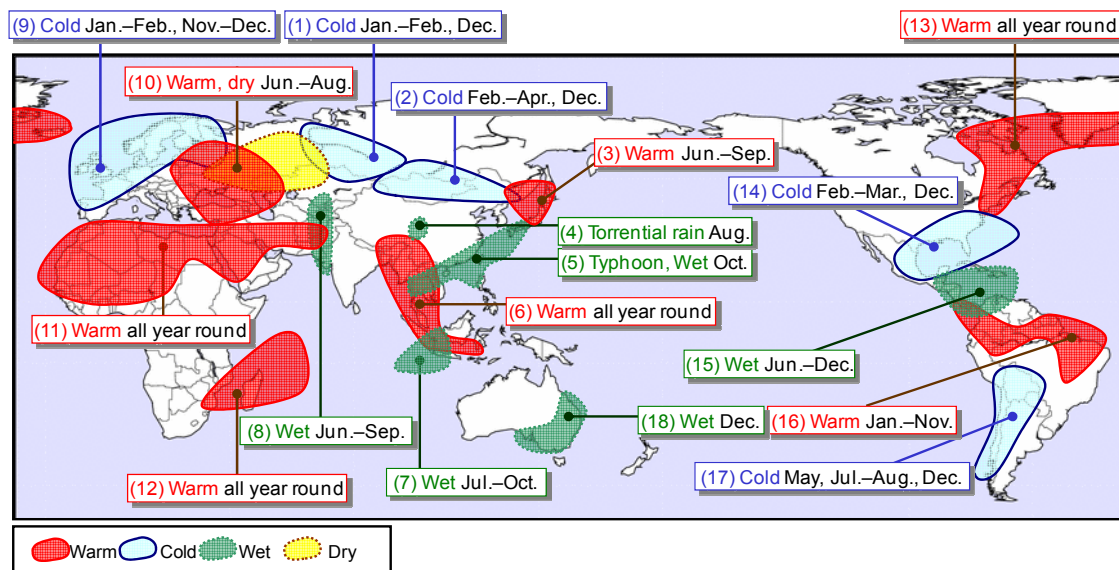 (9) Cold Jan.–Feb., Nov.–Dec.
(1) Cold Jan.–Feb., Dec.
(13) Warm all year round
(10) Warm, dry Jun.–Aug.
(2) Cold Feb.–Apr., Dec.
(3) Warm Jun.–Sep.
(14) Cold Feb.–Mar., Dec.
(4) Torrential rain Aug.
(5) Typhoon, Wet Oct.
(6) Warm all year round
(11) Warm all year round
(15) Wet Jun.–Dec.
(8) Wet Jun.–Sep.
(18) Wet Dec.
(16) Warm Jan.–Nov.
(7) Wet Jul.–Oct.
(17) Cold May, Jul.–Aug., Dec.
(12) Warm all year round
Warm Cold Wet Dry